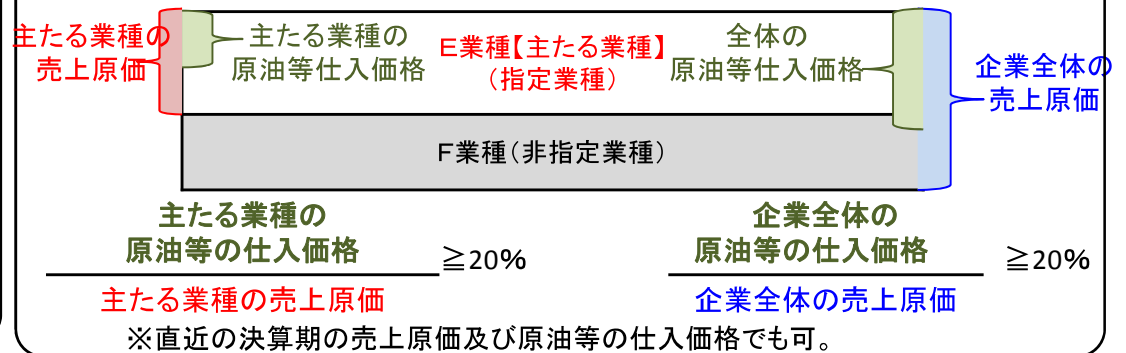 主たる業種の
売上原価
主たる業種の
原油等仕入価格
E業種【主たる業種】
(指定業種)
全体の
原油等仕入価格
企業全体の
売上原価
F業種(非指定業種)
主たる業種の
原油等の仕入価格
≧20%
主たる業種の売上原価
企業全体の
原油等の仕入価格
≧20%
企業全体の売上原価
※直近の決算期の売上原価及び原油等の仕入価格でも可。